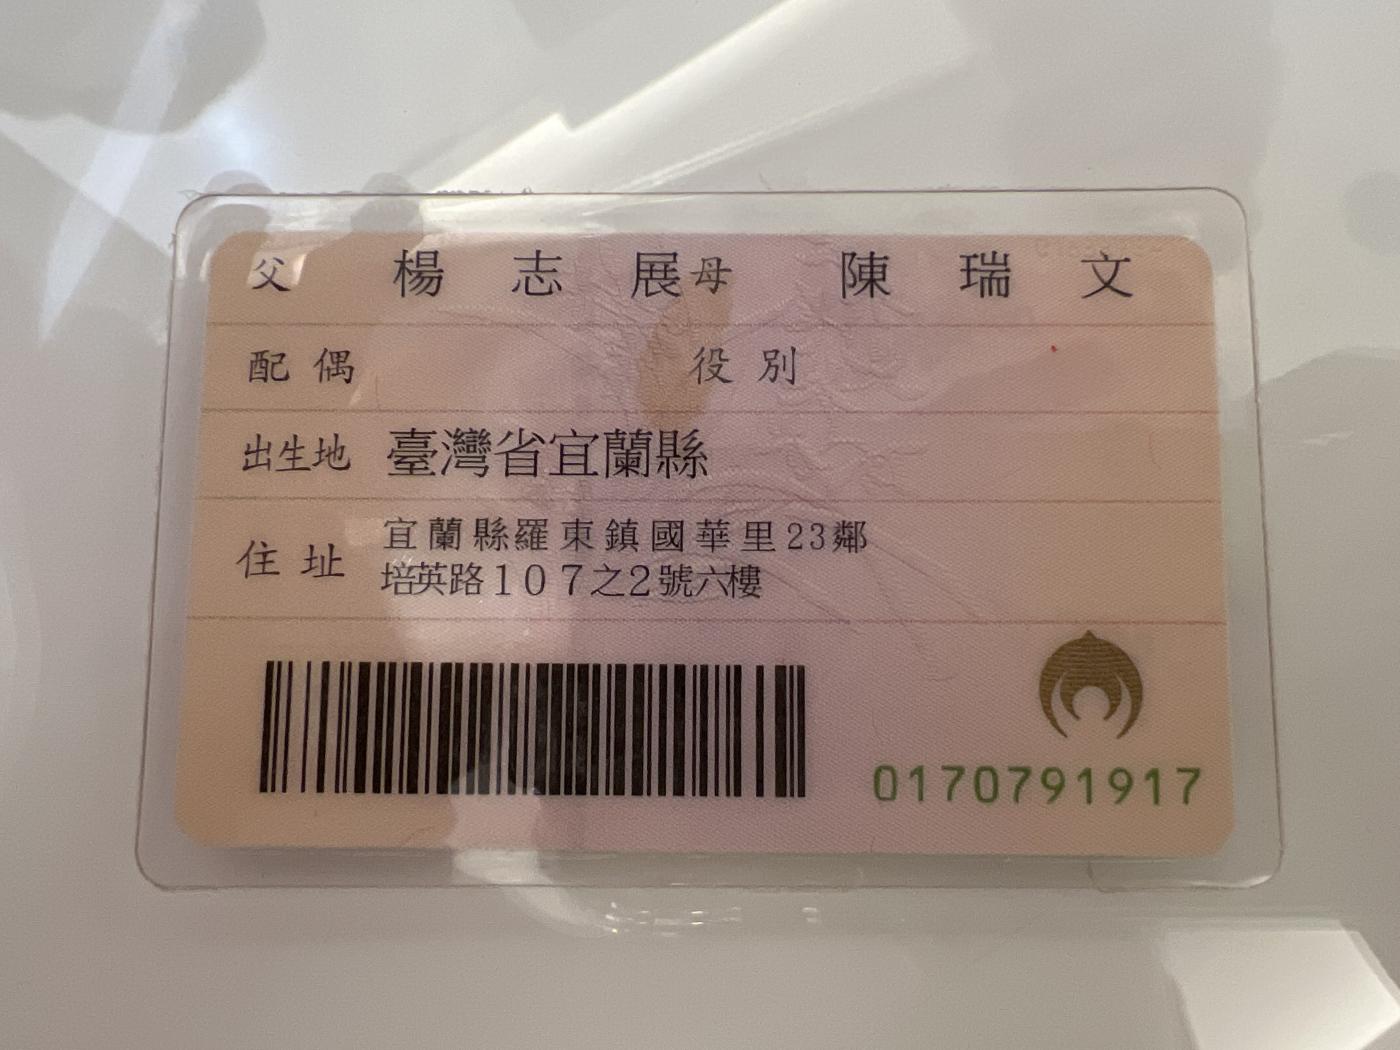 父 楊志展 母 陳瑞文
配偶 役別
出生地 臺灣省宜蘭縣
住址 宜蘭縣羅東鎮國華里23鄰
培英路107之2號六樓
0170791917